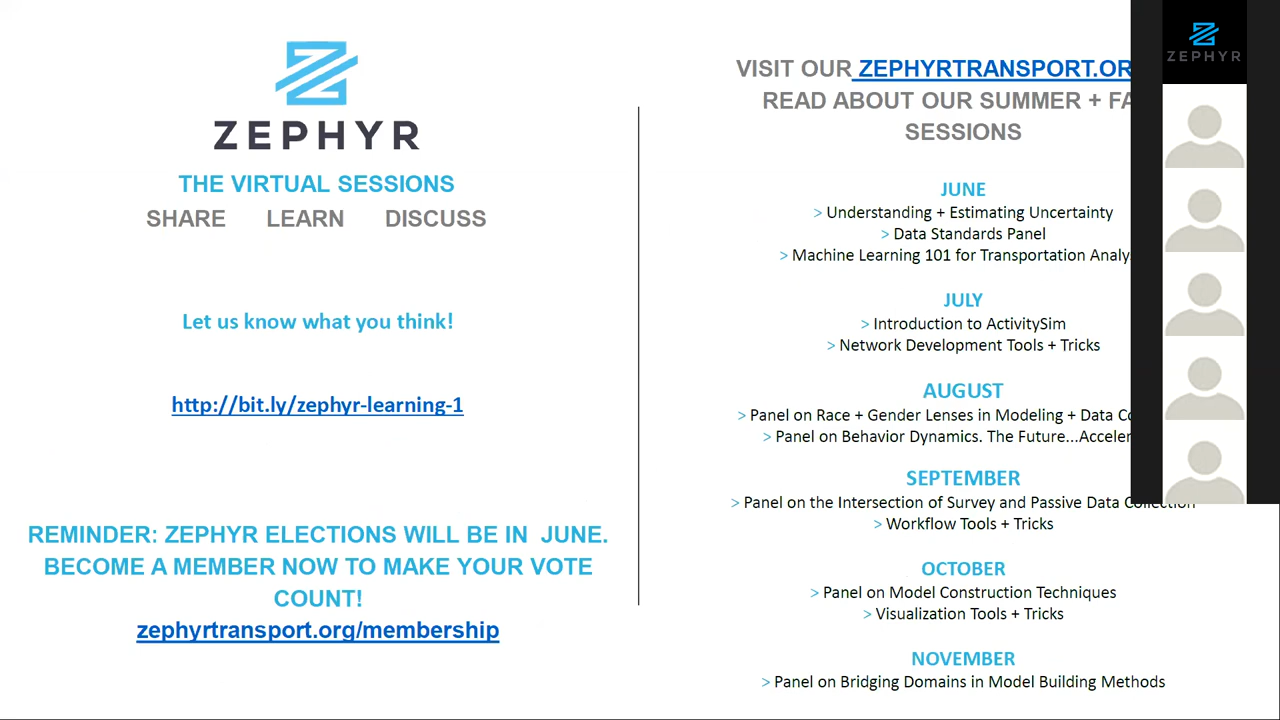 ZEPHYR
THE VIRTUAL SESSIONS
SHARE LEARN DISCUSS
Let us know what you think!
http://bit.ly/zephyr-learning-1
REMINDER: ZEPHYR ELECTIONS WILL BE IN JUNE.
BECOME A MEMBER NOW TO MAKE YOUR VOTE
COUNT!
zephyrtransport.org/membership
VISIT OUR ZEPHYRTRANSPORT.OR
READ ABOUT OUR SUMMER + FA
SESSIONS
JUNE
> Understanding + Estimating Uncertainty
> Data Standards Panel
> Machine Learning 101 for Transportation Analy
JULY
> Introduction to ActivitySim
> Network Development Tools + Tricks
AUGUST
> Panel on Race + Gender Lenses in Modeling + Data Co
> Panel on Behavior Dynamics. The Future...Acceler
SEPTEMBER
> Panel on the Intersection of Survey and Passive Data Collection
> Workflow Tools + Tricks
OCTOBER
> Panel on Model Construction Techniques
> Visualization Tools + Tricks
NOVEMBER
> Panel on Bridging Domains in Model Building Methods
ZEPHYR